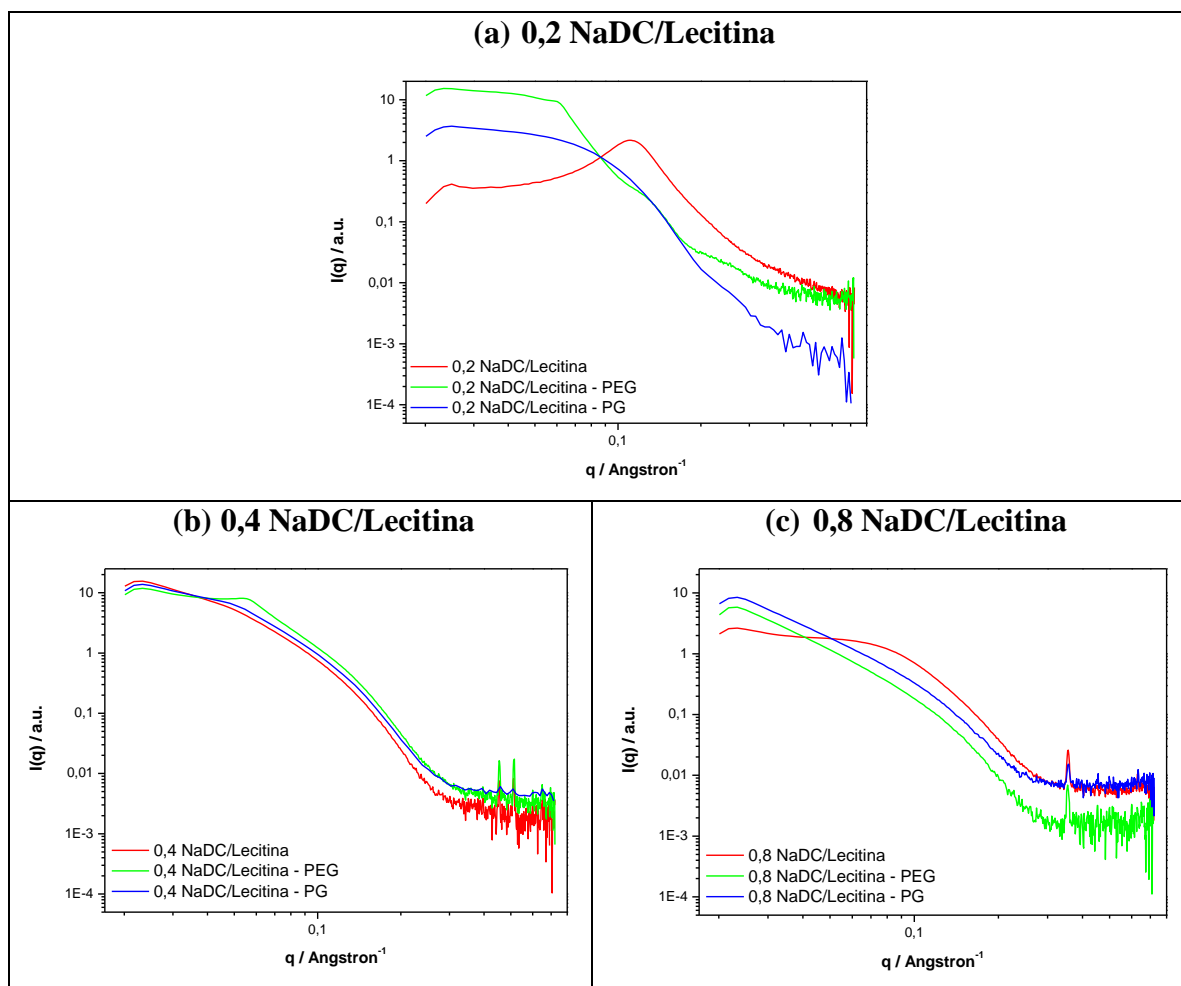 (a) 0,2 NaDC/Lecitina
10
1
0,1
0,01
1E-3
1E-4
I(q) / a.u.
0,2 NaDC/Lecitina
0,2 NaDC/Lecitina - PEG
0,2 NaDC/Lecitina - PG
0,1
q / Angstron⁻¹
(b) 0,4 NaDC/Lecitina
10
1
0,1
0,01
1E-3
1E-4
I(q) / a.u.
0,4 NaDC/Lecitina
0,4 NaDC/Lecitina - PEG
0,4 NaDC/Lecitina - PG
0,1
q / Angstron⁻¹
(c) 0,8 NaDC/Lecitina
10
1
0,1
0,01
1E-3
1E-4
I(q) / a.u.
0,8 NaDC/Lecitina
0,8 NaDC/Lecitina - PEG
0,8 NaDC/Lecitina - PG
0,1
q / Angstron⁻¹